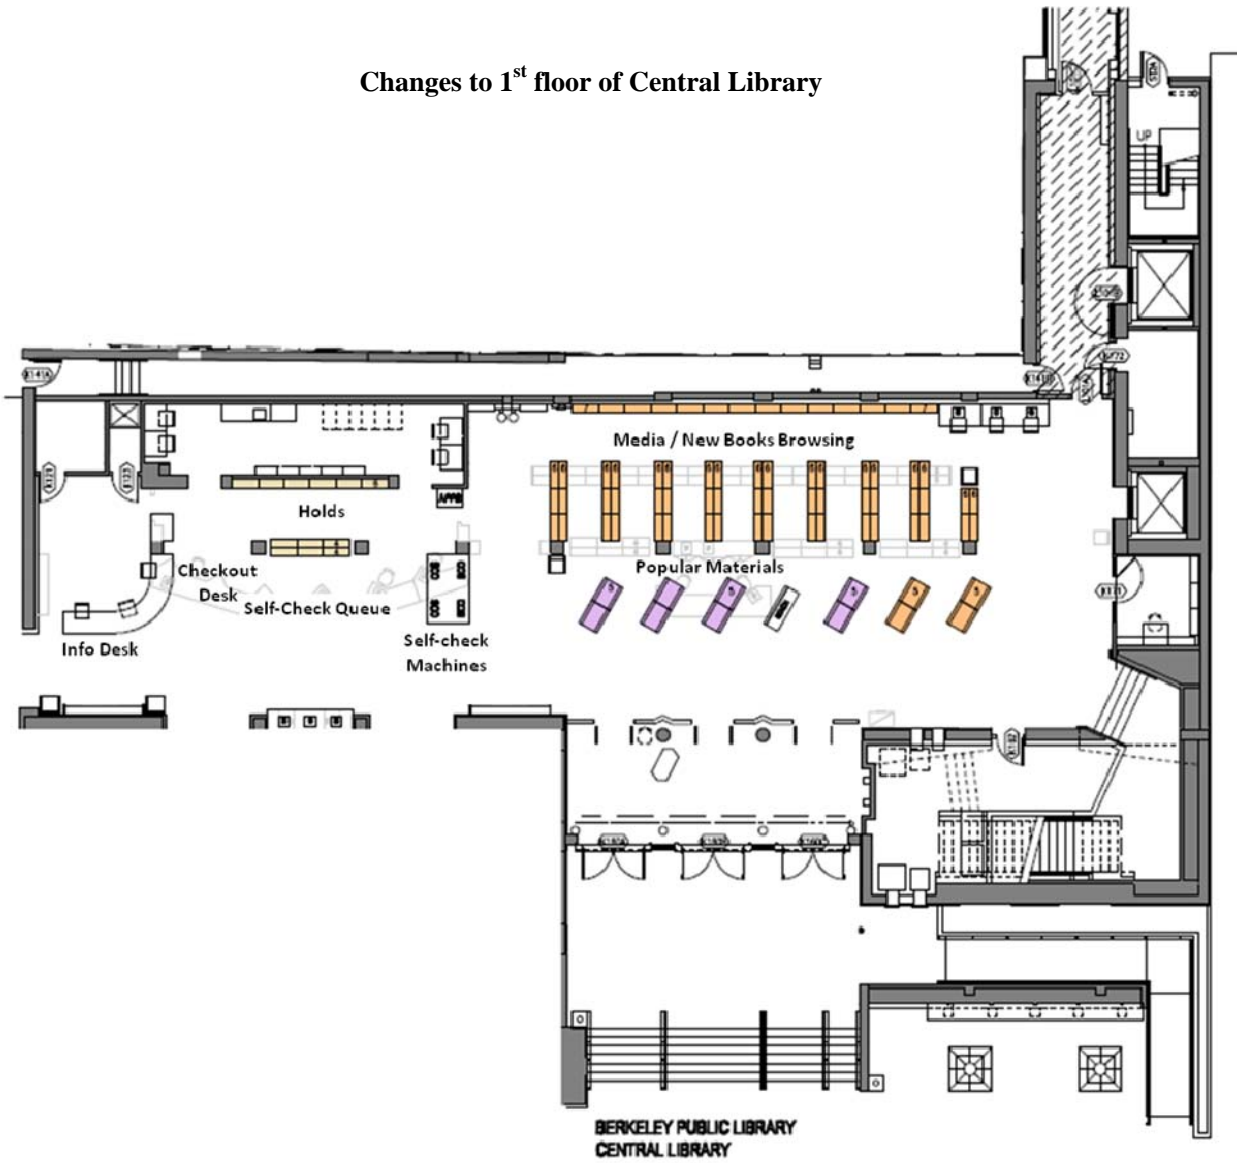 Changes to 1st floor of Central Library
UP
Media / New Books Browsing
Holds
Checkout
Desk
Self-Check Queue
Popular Materials
Info Desk
Self-check
Machines
BERKELEY PUBLIC LIBRARY
CENTRAL LIBRARY